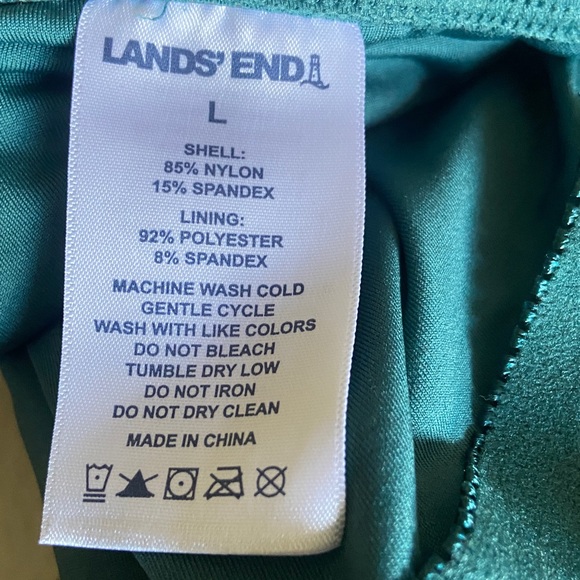 LANDS' END
L
SHELL:
85% NYLON
15% SPANDEX
LINING:
92% POLYESTER
8% SPANDEX
MACHINE WASH COLD
GENTLE CYCLE
WASH WITH LIKE COLORS
DO NOT BLEACH
TUMBLE DRY LOW
DO NOT IRON
DO NOT DRY CLEAN
MADE IN CHINA